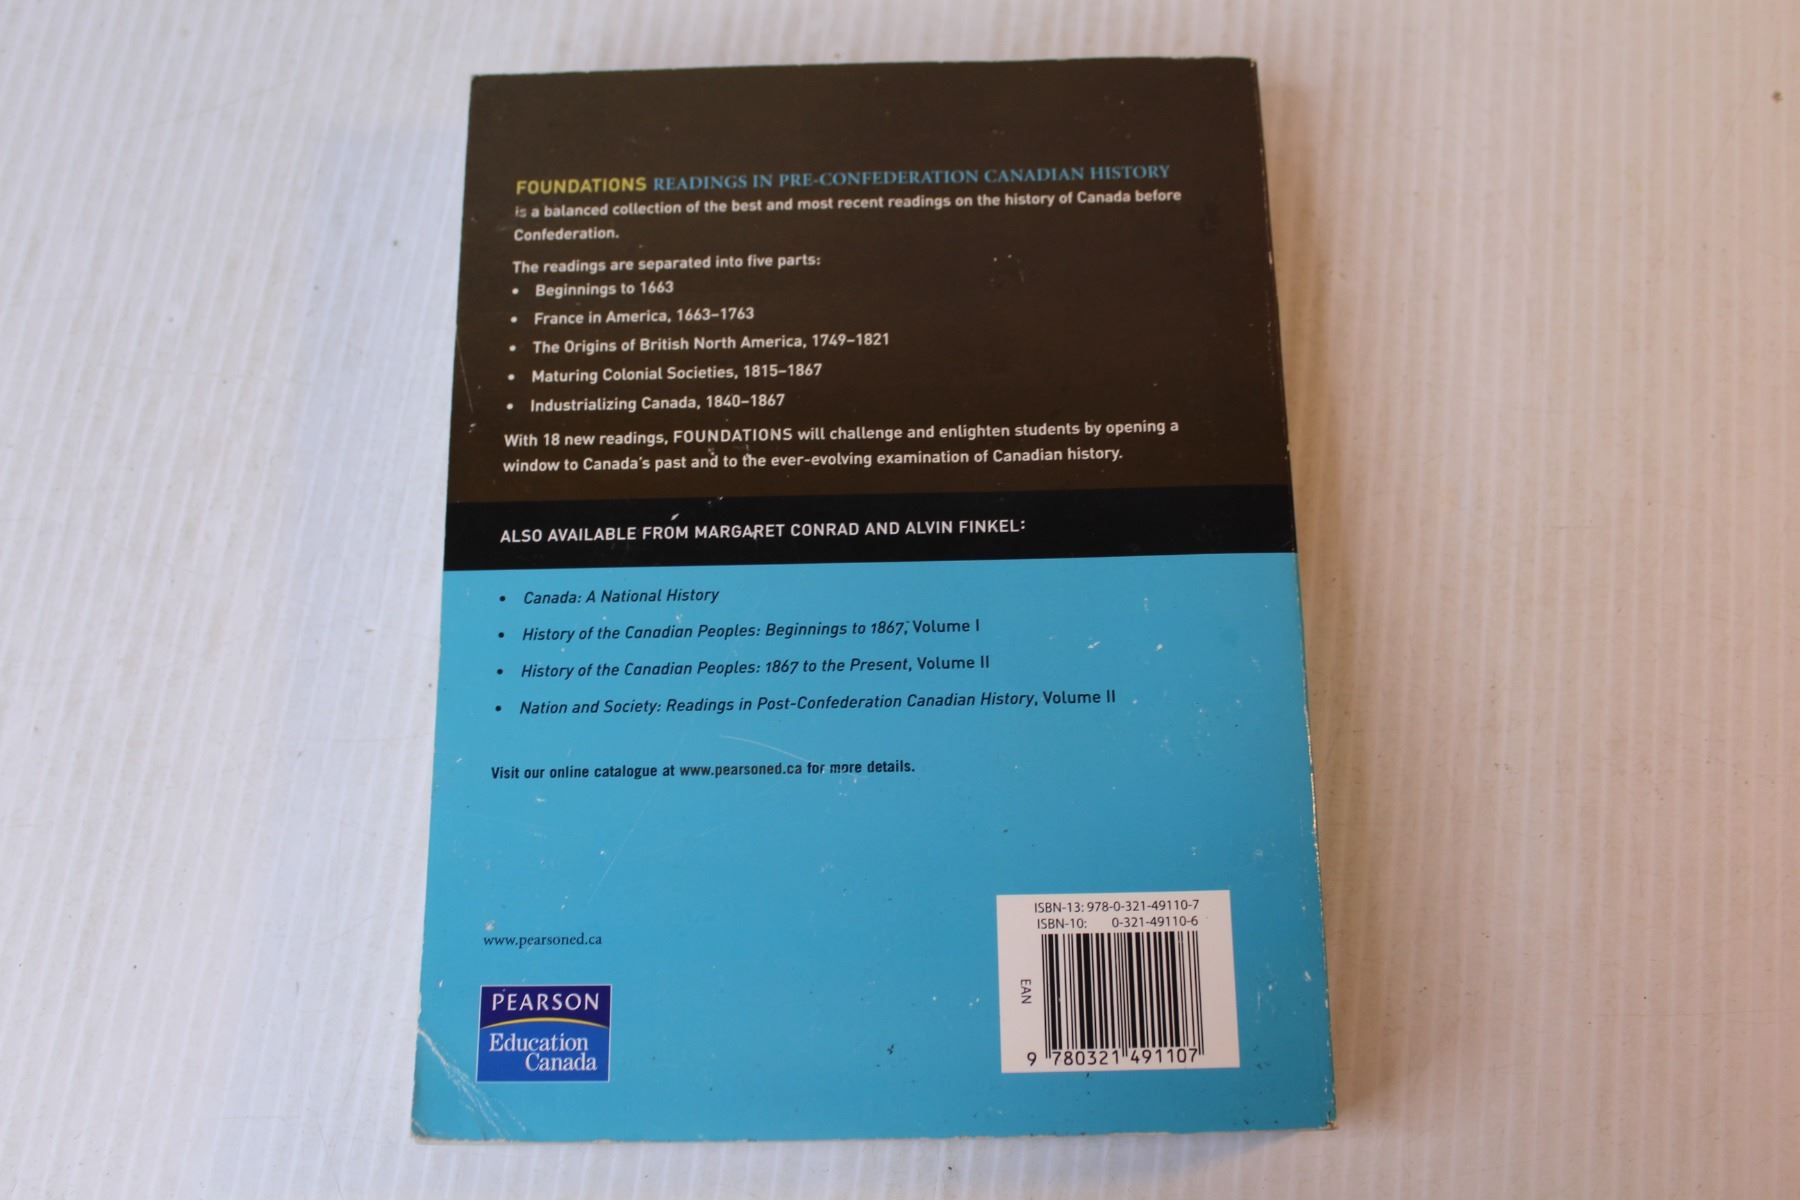 FOUNDATIONS READINGS IN PRE-CONFEDERATION CANADIAN HISTORY
is a balanced collection of the best and most recent readings on the history of Canada before
Confederation.
The readings are separated into five parts:
• Beginnings to 1663
• France in America, 1663–1763
• The Origins of British North America, 1749–1821
• Maturing Colonial Societies, 1815–1867
• Industrializing Canada, 1840–1867
With 18 new readings, FOUNDATIONS will challenge and enlighten students by opening a
window to Canada's past and to the ever-evolving examination of Canadian history.
ALSO AVAILABLE FROM MARGARET CONRAD AND ALVIN FINKEL:
• Canada: A National History
• History of the Canadian Peoples: Beginnings to 1867, Volume I
• History of the Canadian Peoples: 1867 to the Present, Volume II
• Nation and Society: Readings in Post-Confederation Canadian History, Volume II
Visit our online catalogue at www.pearsoned.ca for more details.
www.pearsoned.ca
PEARSON
Education
Canada
ISBN-13: 978-0-321-49110-7
ISBN-10: 0-321-49110-6
EAN
9 780321 491107